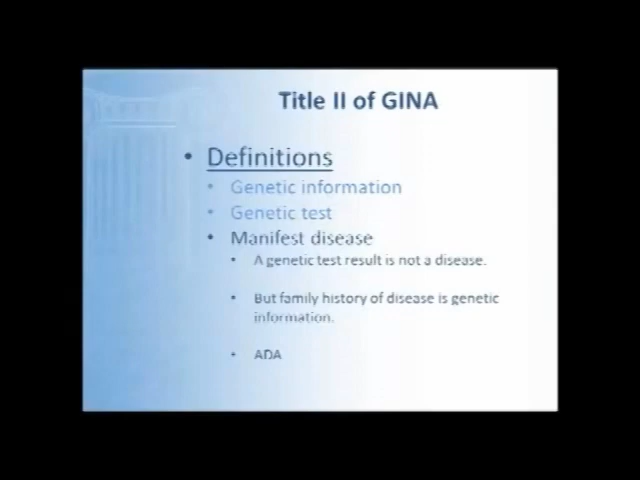 Title II of GINA
• Definitions
• Genetic information
• Genetic test
• Manifest disease
• A genetic test result is not a disease.
• But family history of disease is genetic
information.
• ADA